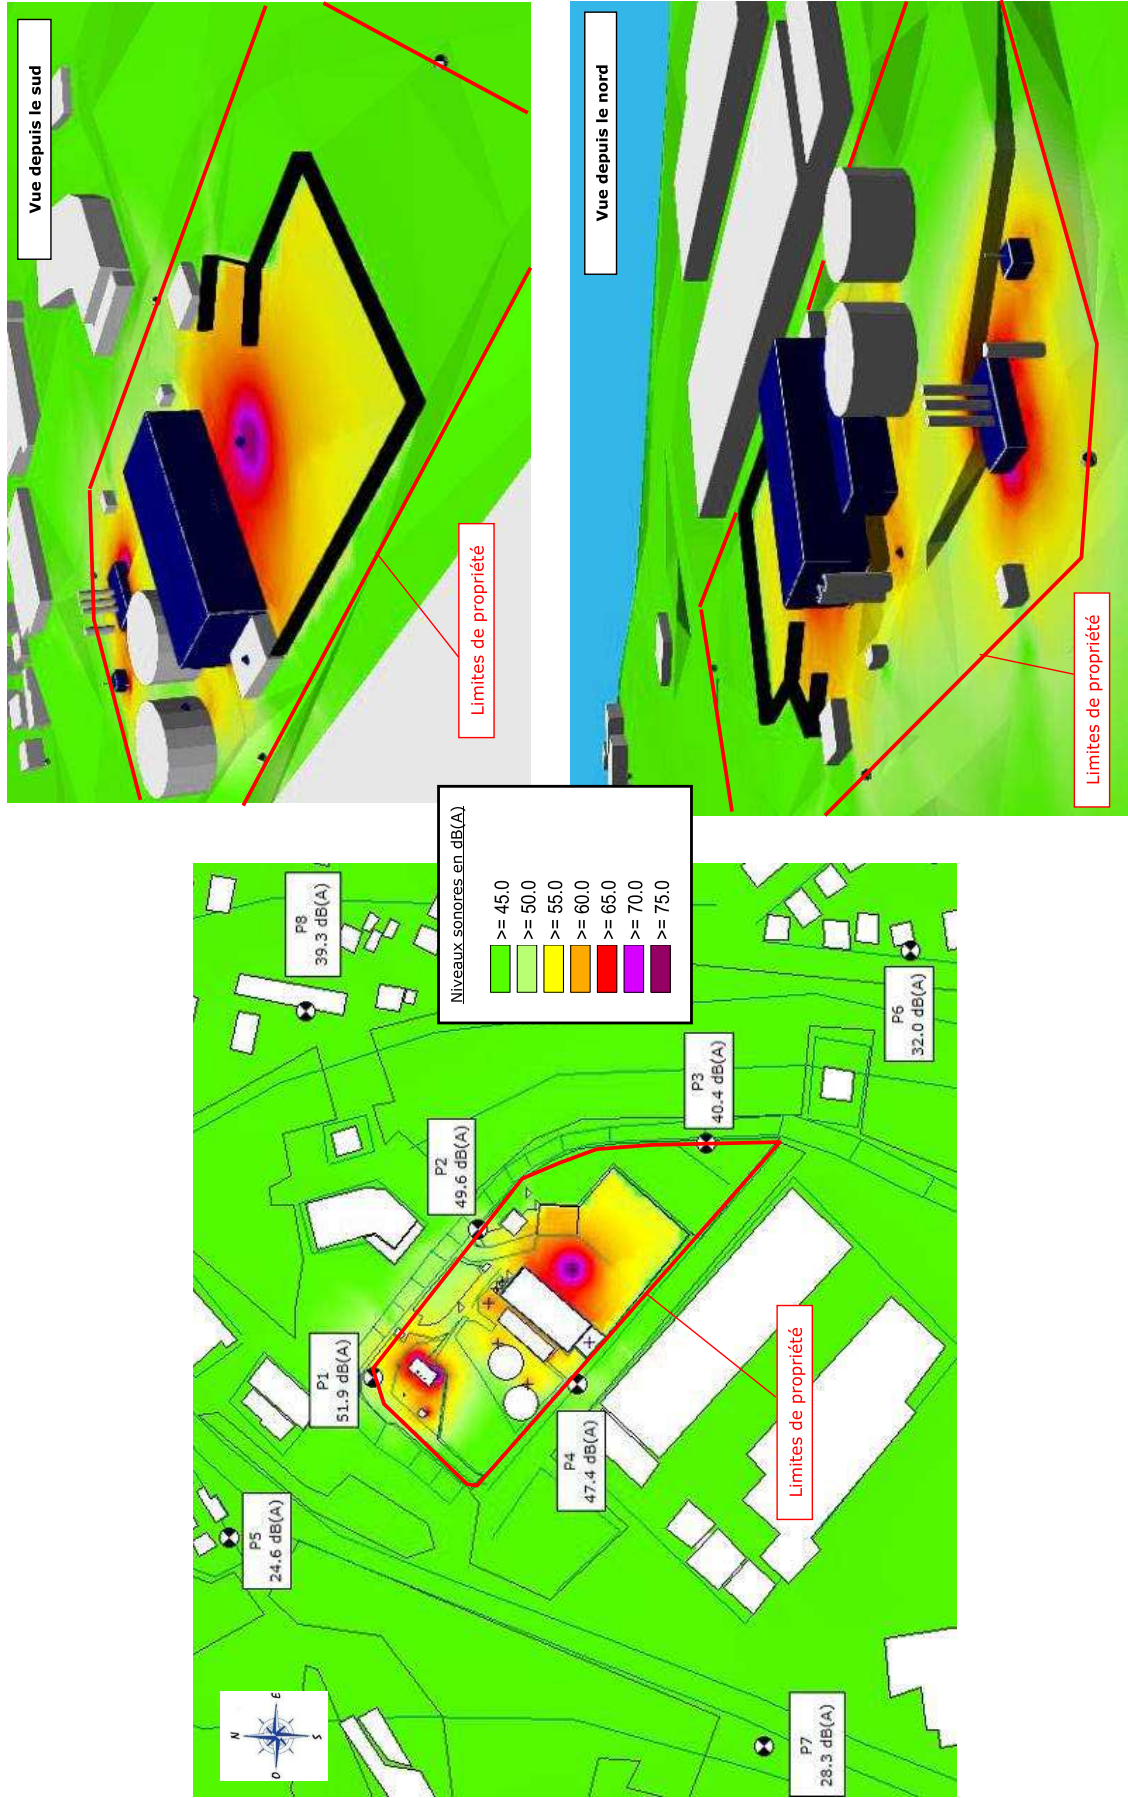 Vue depuis le sud
Limites de propriété
Vue depuis le nord
Limites de propriété
Niveaux sonores en dB(A)
>= 45.0
>= 50.0
>= 55.0
>= 60.0
>= 65.0
>= 70.0
>= 75.0
N
O
E
S
P5
24.6 dB(A)
P1
51.9 dB(A)
P2
49.6 dB(A)
P8
39.3 dB(A)
P4
47.4 dB(A)
P3
40.4 dB(A)
P7
28.3 dB(A)
Limites de propriété
P6
32.0 dB(A)